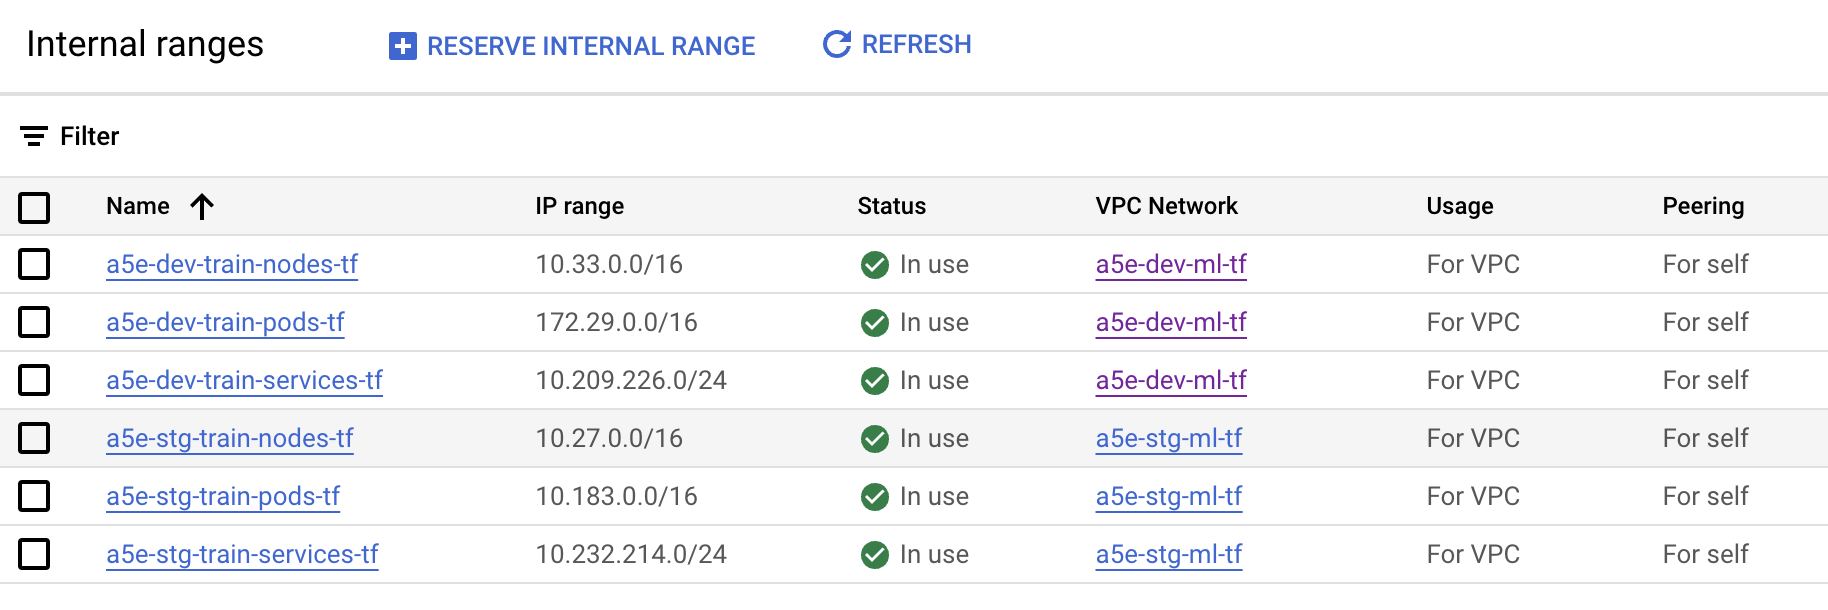 Internal ranges RESERVE INTERNAL RANGE REFRESH
Filter
Name IP range Status VPC Network Usage Peering
a5e-dev-train-nodes-tf 10.33.0.0/16 In use a5e-dev-ml-tf For VPC For self
a5e-dev-train-pods-tf 172.29.0.0/16 In use a5e-dev-ml-tf For VPC For self
a5e-dev-train-services-tf 10.209.226.0/24 In use a5e-dev-ml-tf For VPC For self
a5e-stg-train-nodes-tf 10.27.0.0/16 In use a5e-stg-ml-tf For VPC For self
a5e-stg-train-pods-tf 10.183.0.0/16 In use a5e-stg-ml-tf For VPC For self
a5e-stg-train-services-tf 10.232.214.0/24 In use a5e-stg-ml-tf For VPC For self